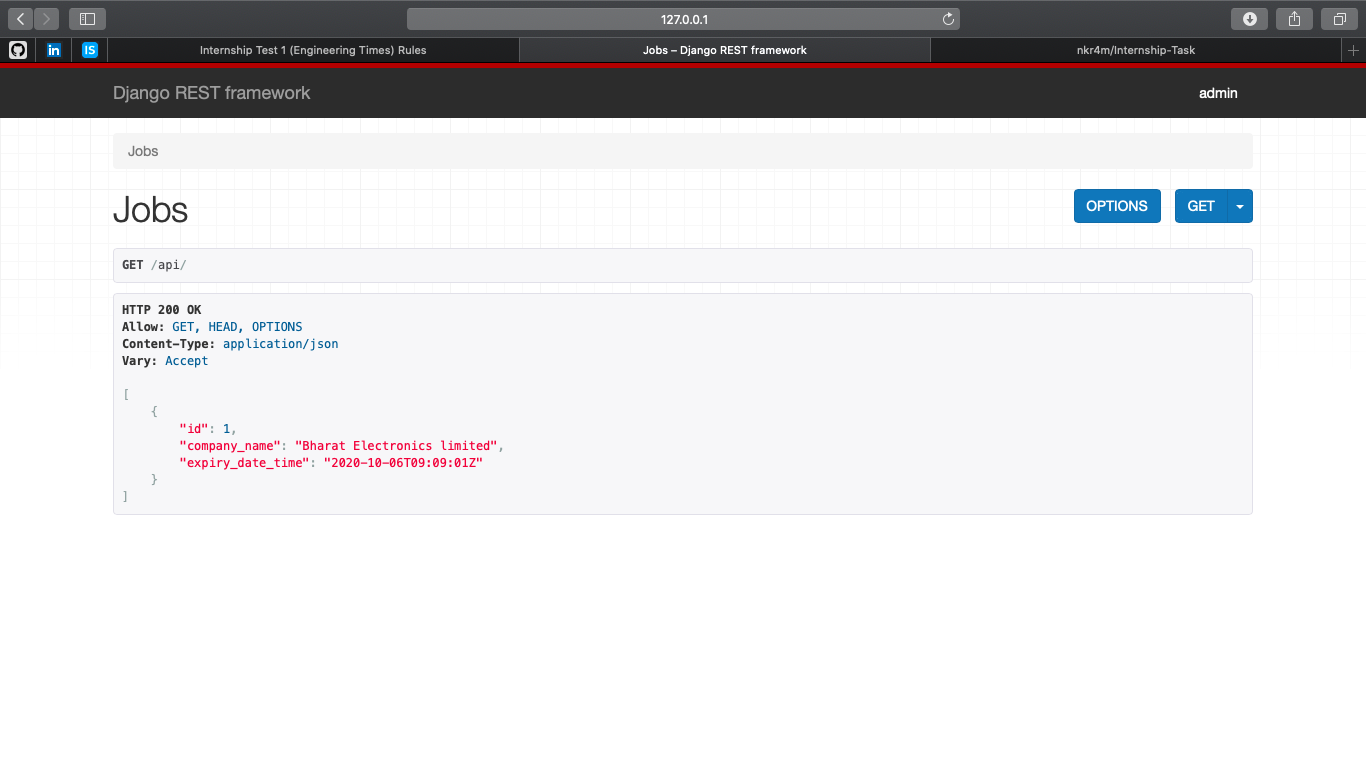 127.0.0.1
in
IS
Internship Test 1 (Engineering Times) Rules
Jobs – Django REST framework
nkr4m/Internship-Task
Django REST framework
admin
Jobs
Jobs
OPTIONS
GET
GET /api/
HTTP 200 OK
Allow: GET, HEAD, OPTIONS
Content-Type: application/json
Vary: Accept
[
    {
        "id": 1,
        "company_name": "Bharat Electronics limited",
        "expiry_date_time": "2020-10-06T09:09:01Z"
    }
]